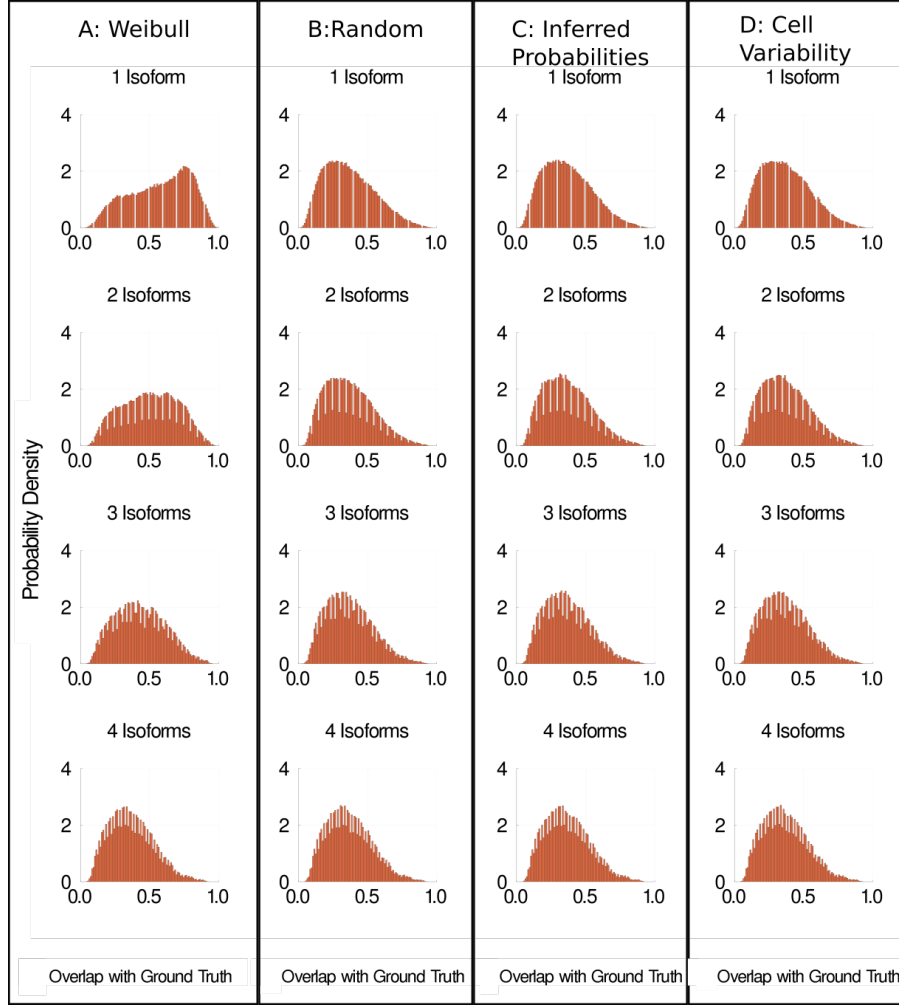 A: Weibull
B:Random
C: Inferred
Probabilities
D: Cell
Variability
1 Isoform
1 Isoform
1 Isoform
1 Isoform
4
2
0
0.0 0.5 1.0
4
2
0
0.0 0.5 1.0
4
2
0
0.0 0.5 1.0
4
2
0
0.0 0.5 1.0
2 Isoforms
2 Isoforms
2 Isoforms
2 Isoforms
4
2
0
0.0 0.5 1.0
4
2
0
0.0 0.5 1.0
4
2
0
0.0 0.5 1.0
4
2
0
0.0 0.5 1.0
Probability Density
3 Isoforms
3 Isoforms
3 Isoforms
3 Isoforms
4
2
0
0.0 0.5 1.0
4
2
0
0.0 0.5 1.0
4
2
0
0.0 0.5 1.0
4
2
0
0.0 0.5 1.0
4 Isoforms
4 Isoforms
4 Isoforms
4 Isoforms
4
2
0
0.0 0.5 1.0
4
2
0
0.0 0.5 1.0
4
2
0
0.0 0.5 1.0
4
2
0
0.0 0.5 1.0
Overlap with Ground Truth
Overlap with Ground Truth
Overlap with Ground Truth
Overlap with Ground Truth